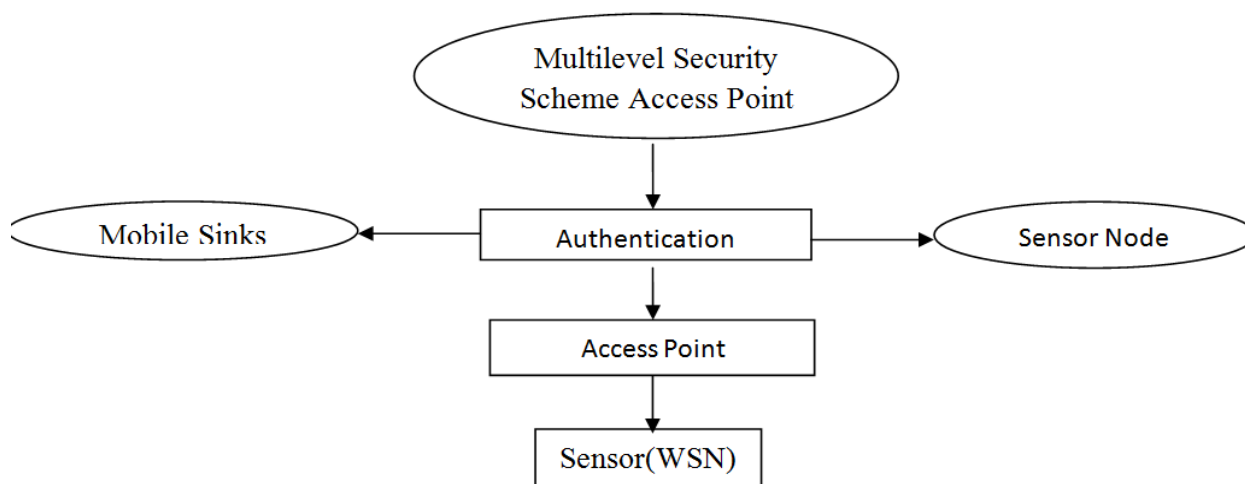 Multilevel Security
Scheme Access Point
Mobile Sinks
Authentication
Sensor Node
Access Point
Sensor(WSN)